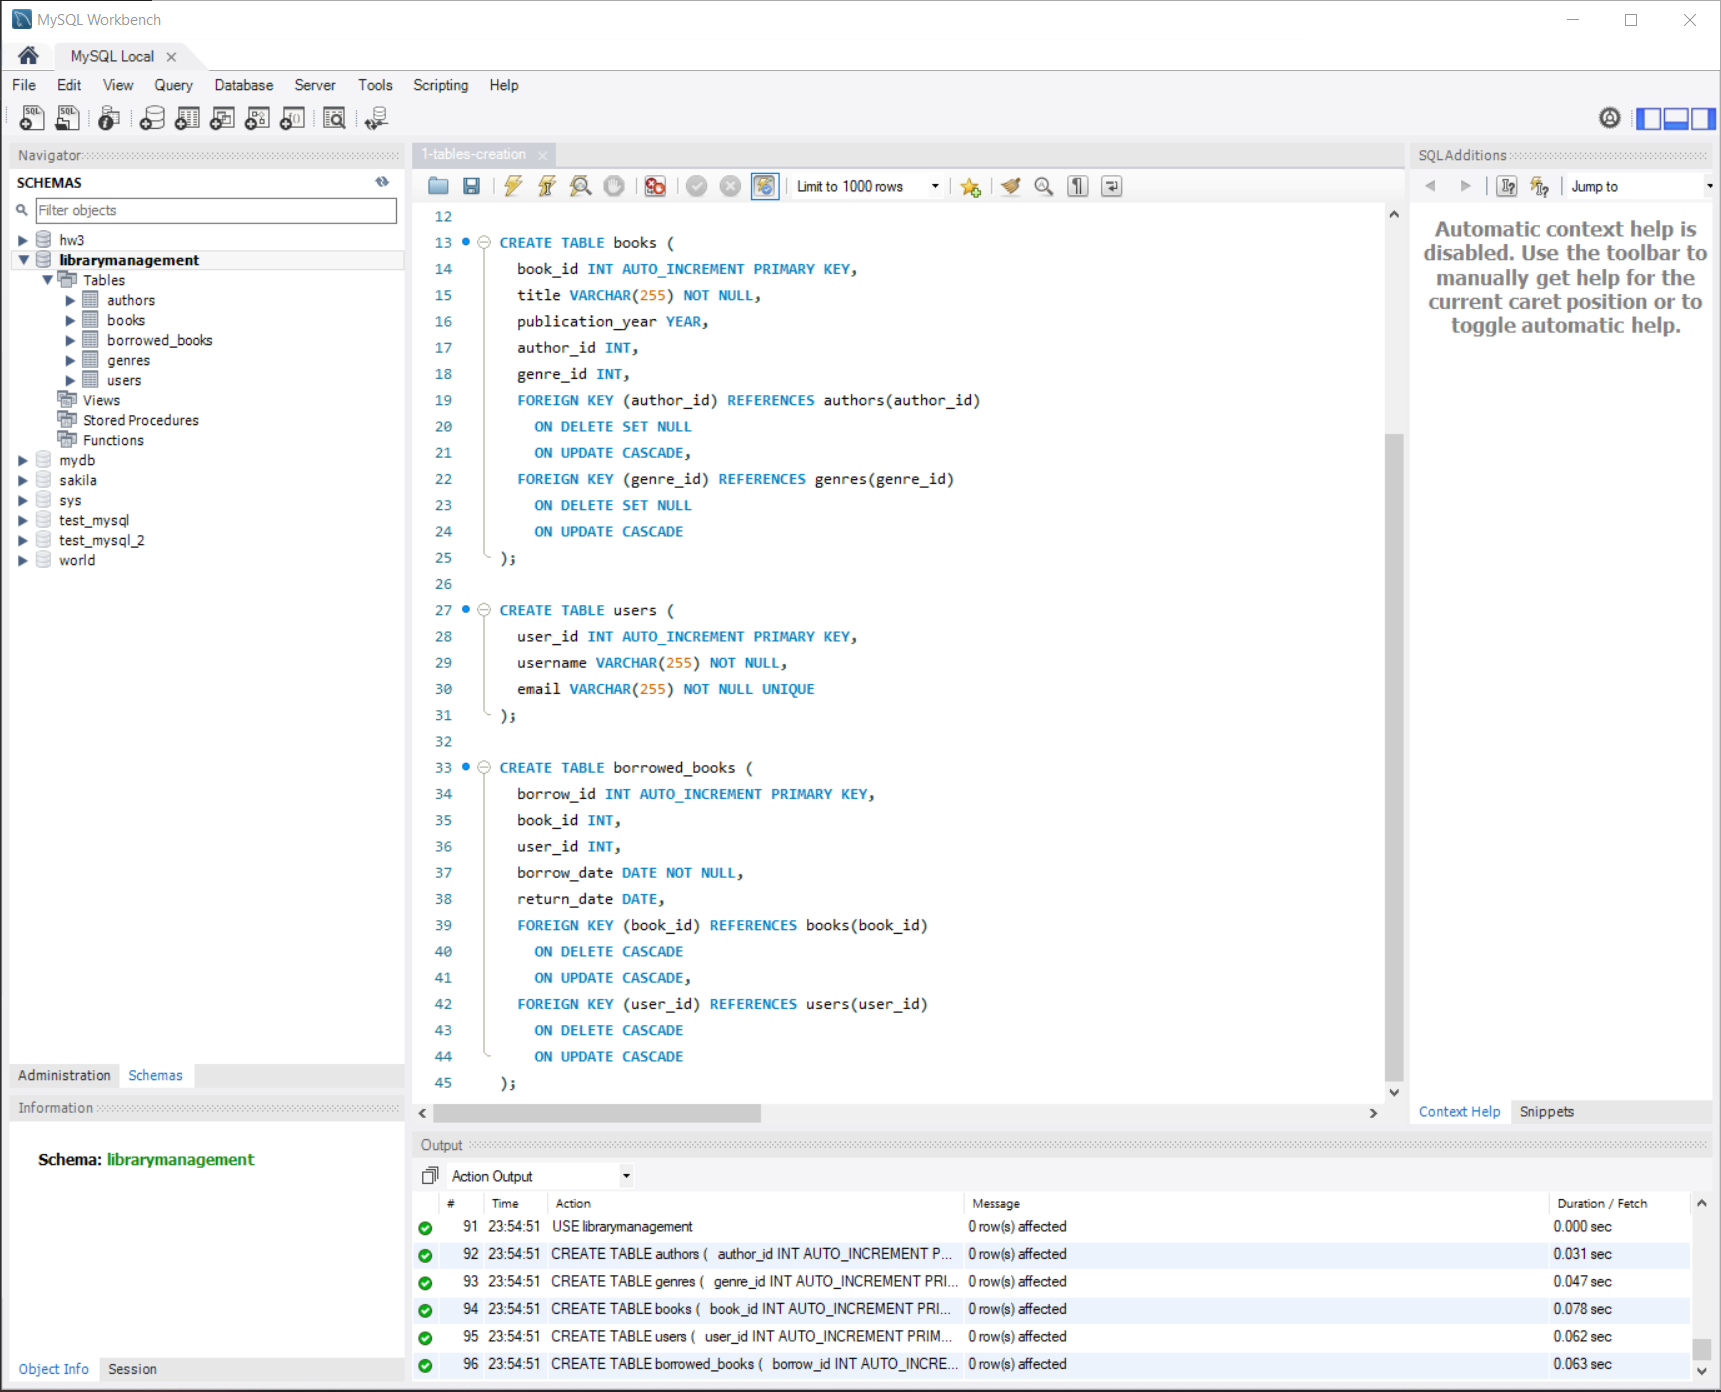 MySQL Workbench
MySQL Local
File Edit View Query Database Server Tools Scripting Help
SQL SQL
Navigator
SCHEMAS
Filter objects
hw3
librarymanagement
Tables
authors
books
borrowed_books
genres
users
Views
Stored Procedures
Functions
mydb
sakila
sys
test_mysql
test_mysql_2
world
Administration Schemas
Information
Schema: librarymanagement
Object Info Session
1-tables-creation
Limit to 1000 rows
12
13 CREATE TABLE books (
14 book_id INT AUTO_INCREMENT PRIMARY KEY,
15 title VARCHAR(255) NOT NULL,
16 publication_year YEAR,
17 author_id INT,
18 genre_id INT,
19 FOREIGN KEY (author_id) REFERENCES authors(author_id)
20 ON DELETE SET NULL
21 ON UPDATE CASCADE,
22 FOREIGN KEY (genre_id) REFERENCES genres(genre_id)
23 ON DELETE SET NULL
24 ON UPDATE CASCADE
25 );
26
27 CREATE TABLE users (
28 user_id INT AUTO_INCREMENT PRIMARY KEY,
29 username VARCHAR(255) NOT NULL,
30 email VARCHAR(255) NOT NULL UNIQUE
31 );
32
33 CREATE TABLE borrowed_books (
34 borrow_id INT AUTO_INCREMENT PRIMARY KEY,
35 book_id INT,
36 user_id INT,
37 borrow_date DATE NOT NULL,
38 return_date DATE,
39 FOREIGN KEY (book_id) REFERENCES books(book_id)
40 ON DELETE CASCADE
41 ON UPDATE CASCADE,
42 FOREIGN KEY (user_id) REFERENCES users(user_id)
43 ON DELETE CASCADE
44 ON UPDATE CASCADE
45 );
SQLAdditions
Jump to
Automatic context help is
disabled. Use the toolbar to
manually get help for the
current caret position or to
toggle automatic help.
Context Help Snippets
Output
Action Output
# Time Action Message Duration / Fetch
91 23:54:51 USE librarymanagement 0 row(s) affected 0.000 sec
92 23:54:51 CREATE TABLE authors ( author_id INT AUTO_INCREMENT P... 0 row(s) affected 0.031 sec
93 23:54:51 CREATE TABLE genres ( genre_id INT AUTO_INCREMENT PRI... 0 row(s) affected 0.047 sec
94 23:54:51 CREATE TABLE books ( book_id INT AUTO_INCREMENT PRI... 0 row(s) affected 0.078 sec
95 23:54:51 CREATE TABLE users ( user_id INT AUTO_INCREMENT PRIM... 0 row(s) affected 0.062 sec
96 23:54:51 CREATE TABLE borrowed_books ( borrow_id INT AUTO_INCRE... 0 row(s) affected 0.063 sec